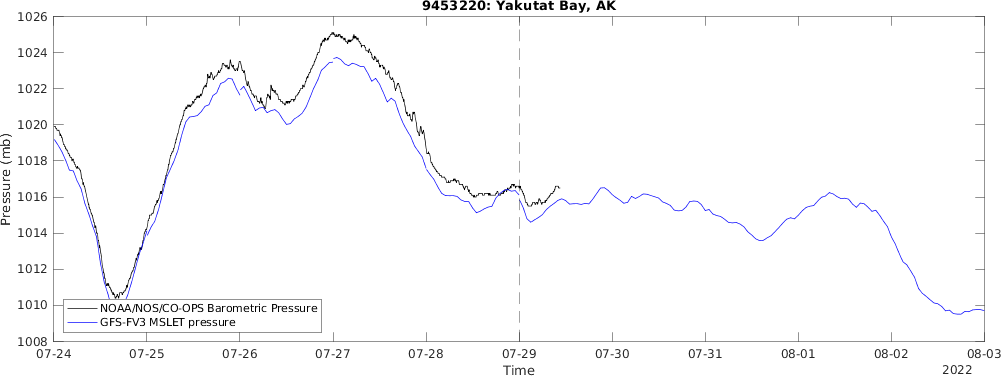 9453220: Yakutat Bay, AK
1026
1024
1022
1020
1018
1016
1014
1012
1010
1008
Pressure (mb)
NOAA/NOS/CO-OPS Barometric Pressure
GFS-FV3 MSLET pressure
07-24 07-25 07-26 07-27 07-28 07-29 07-30 07-31 08-01 08-02 08-03
Time
2022